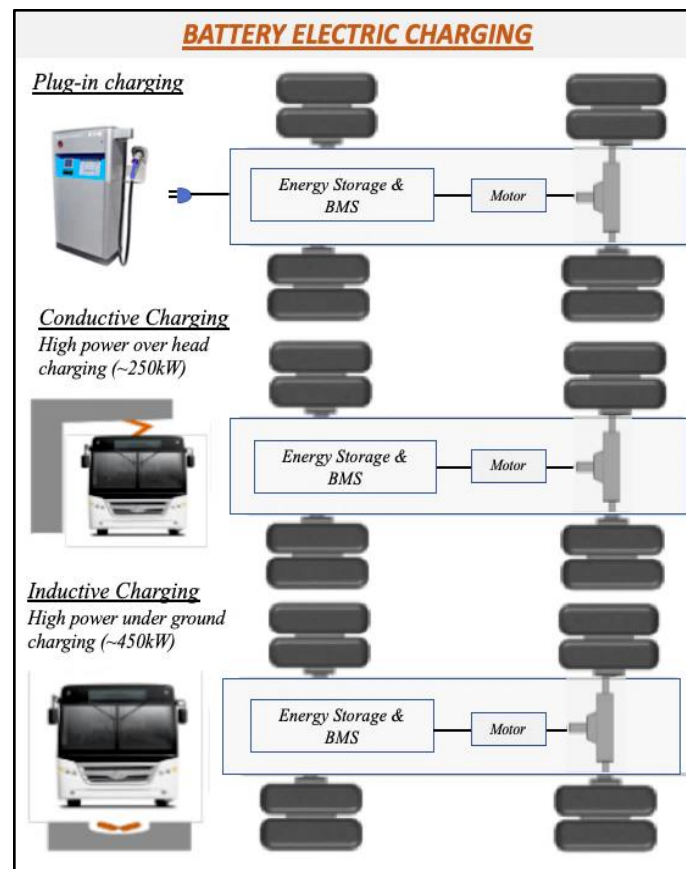 BATTERY ELECTRIC CHARGING
Plug-in charging
Energy Storage &
BMS
Motor
Conductive Charging
High power over head
charging (~250kW)
Energy Storage &
BMS
Motor
Inductive Charging
High power under ground
charging (~450kW)
Energy Storage &
BMS
Motor